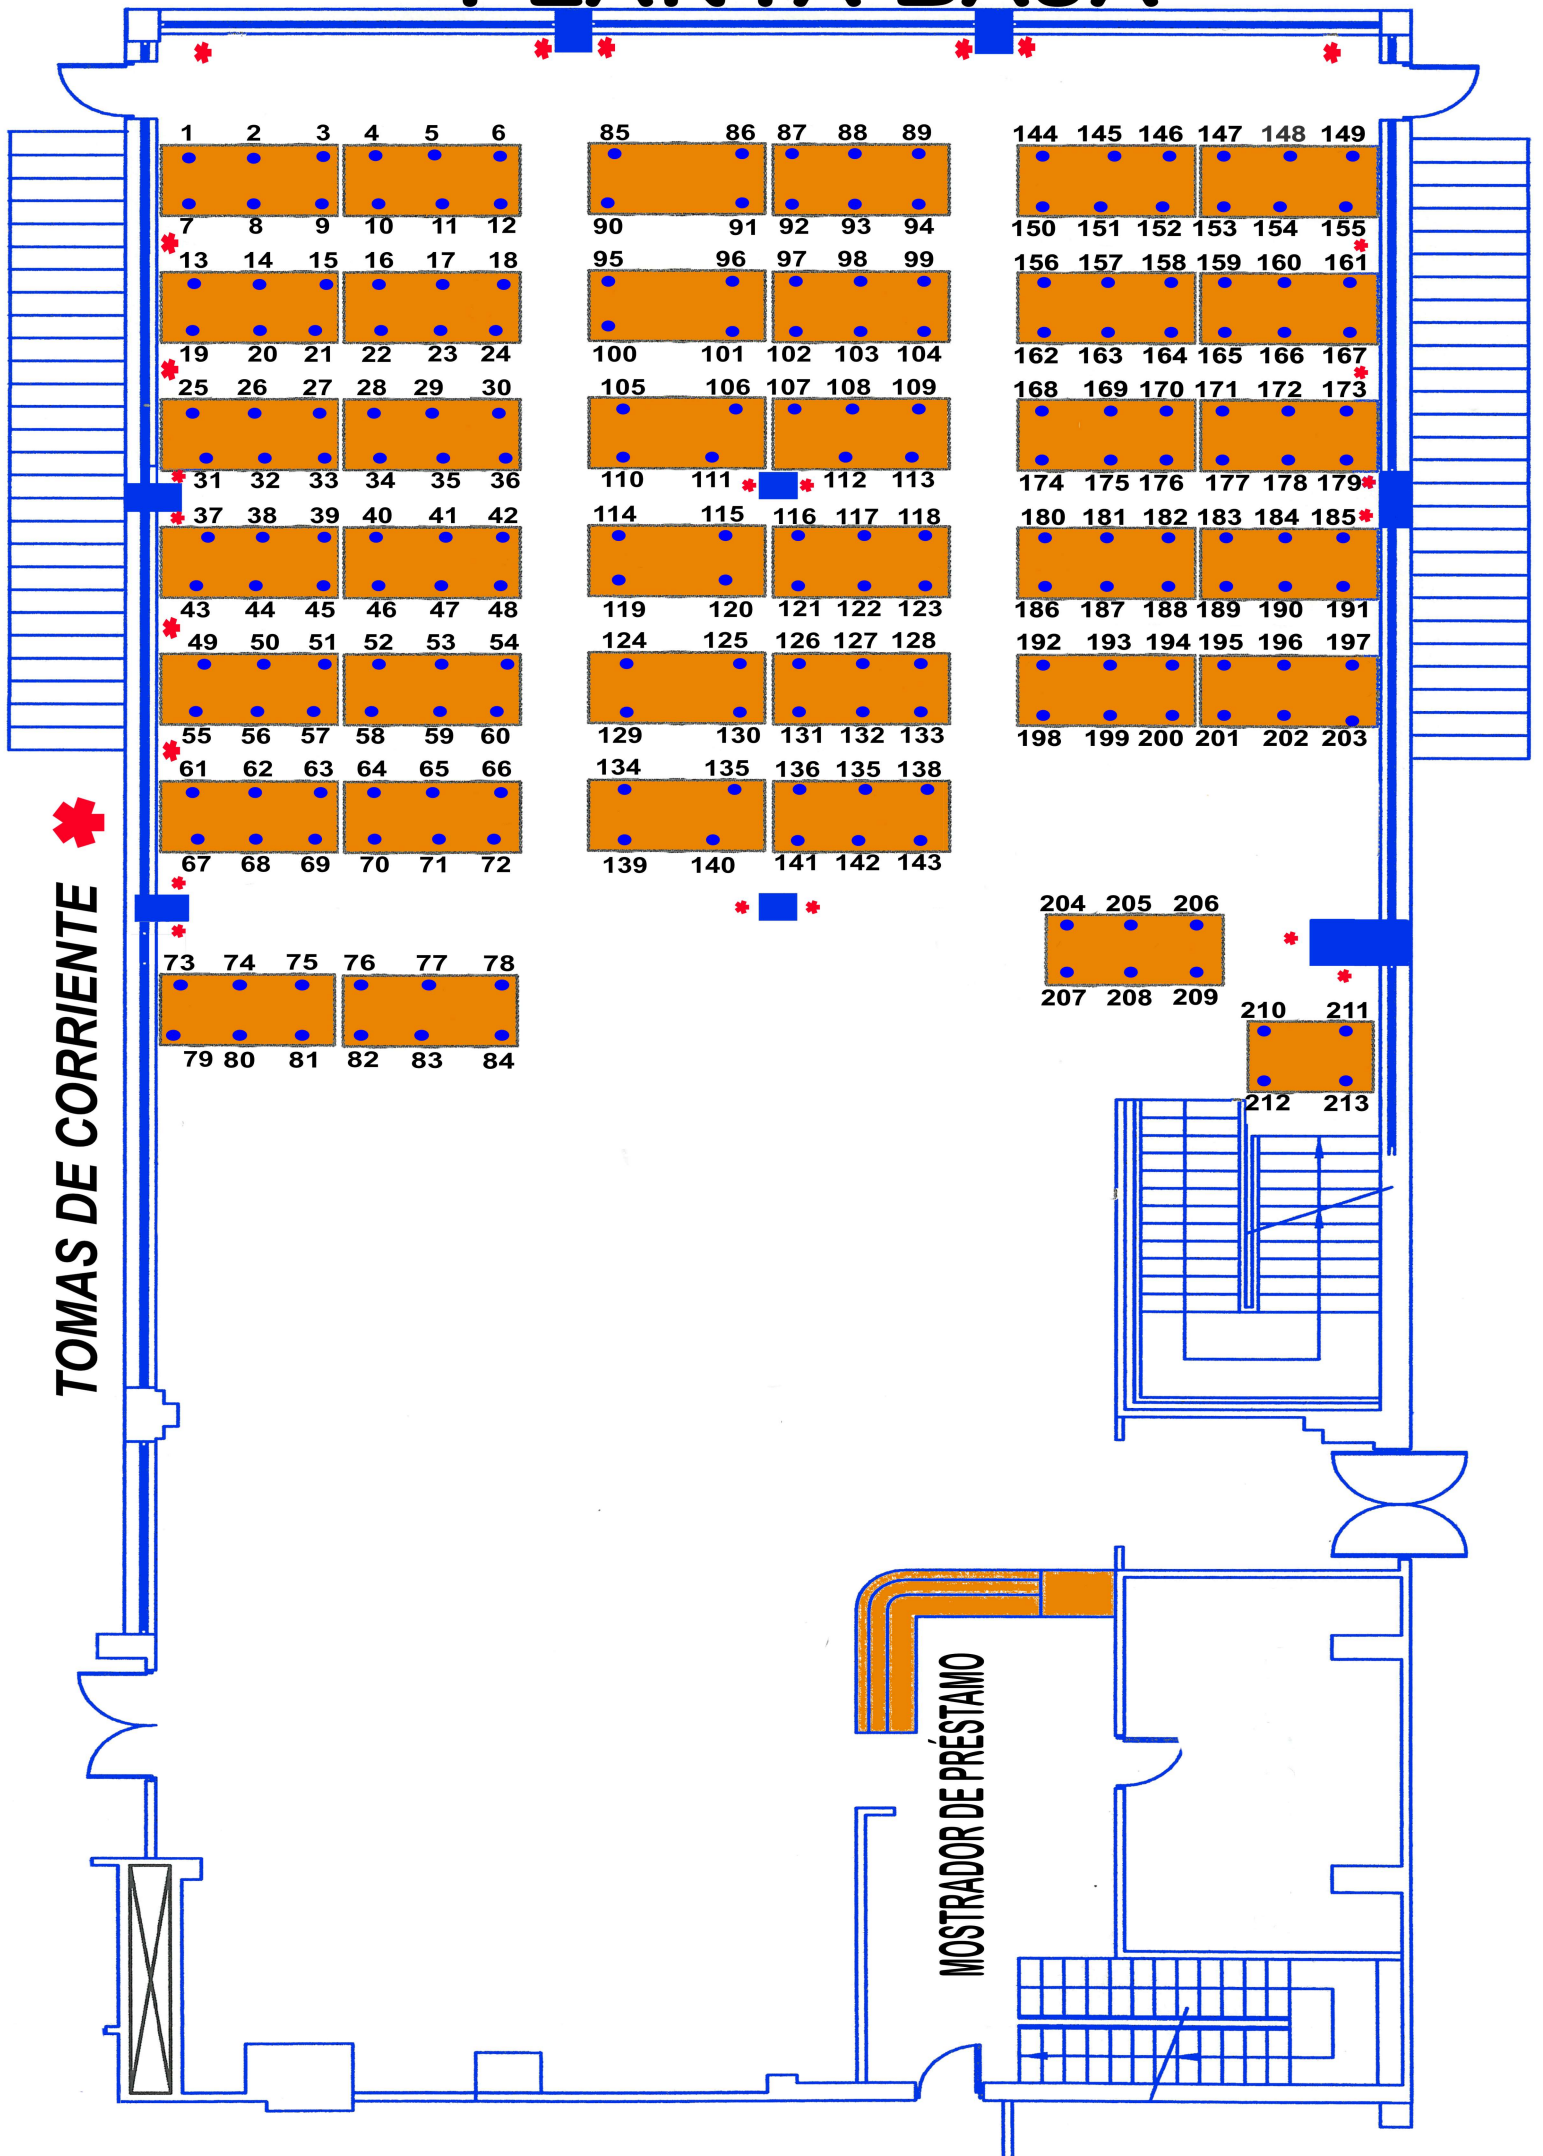 PLANTA BAJA
1 2 3 4 5 6 85 86 87 88 89 144 145 146 147 148 149
7 8 9 10 11 12 90 91 92 93 94 150 151 152 153 154 155
13 14 15 16 17 18 95 96 97 98 99 156 157 158 159 160 161
19 20 21 22 23 24 100 101 102 103 104 162 163 164 165 166 167
25 26 27 28 29 30 105 106 107 108 109 168 169 170 171 172 173
31 32 33 34 35 36 110 111 112 113 174 175 176 177 178 179
37 38 39 40 41 42 114 115 116 117 118 180 181 182 183 184 185
43 44 45 46 47 48 119 120 121 122 123 186 187 188 189 190 191
49 50 51 52 53 54 124 125 126 127 128 192 193 194 195 196 197
55 56 57 58 59 60 129 130 131 132 133 198 199 200 201 202 203
61 62 63 64 65 66 134 135 136 135 138
67 68 69 70 71 72 139 140 141 142 143
204 205 206
73 74 75 76 77 78
207 208 209
210 211
79 80 81 82 83 84
212 213
TOMAS DE CORRIENTE
MOSTRADOR DE PRÉSTAMO